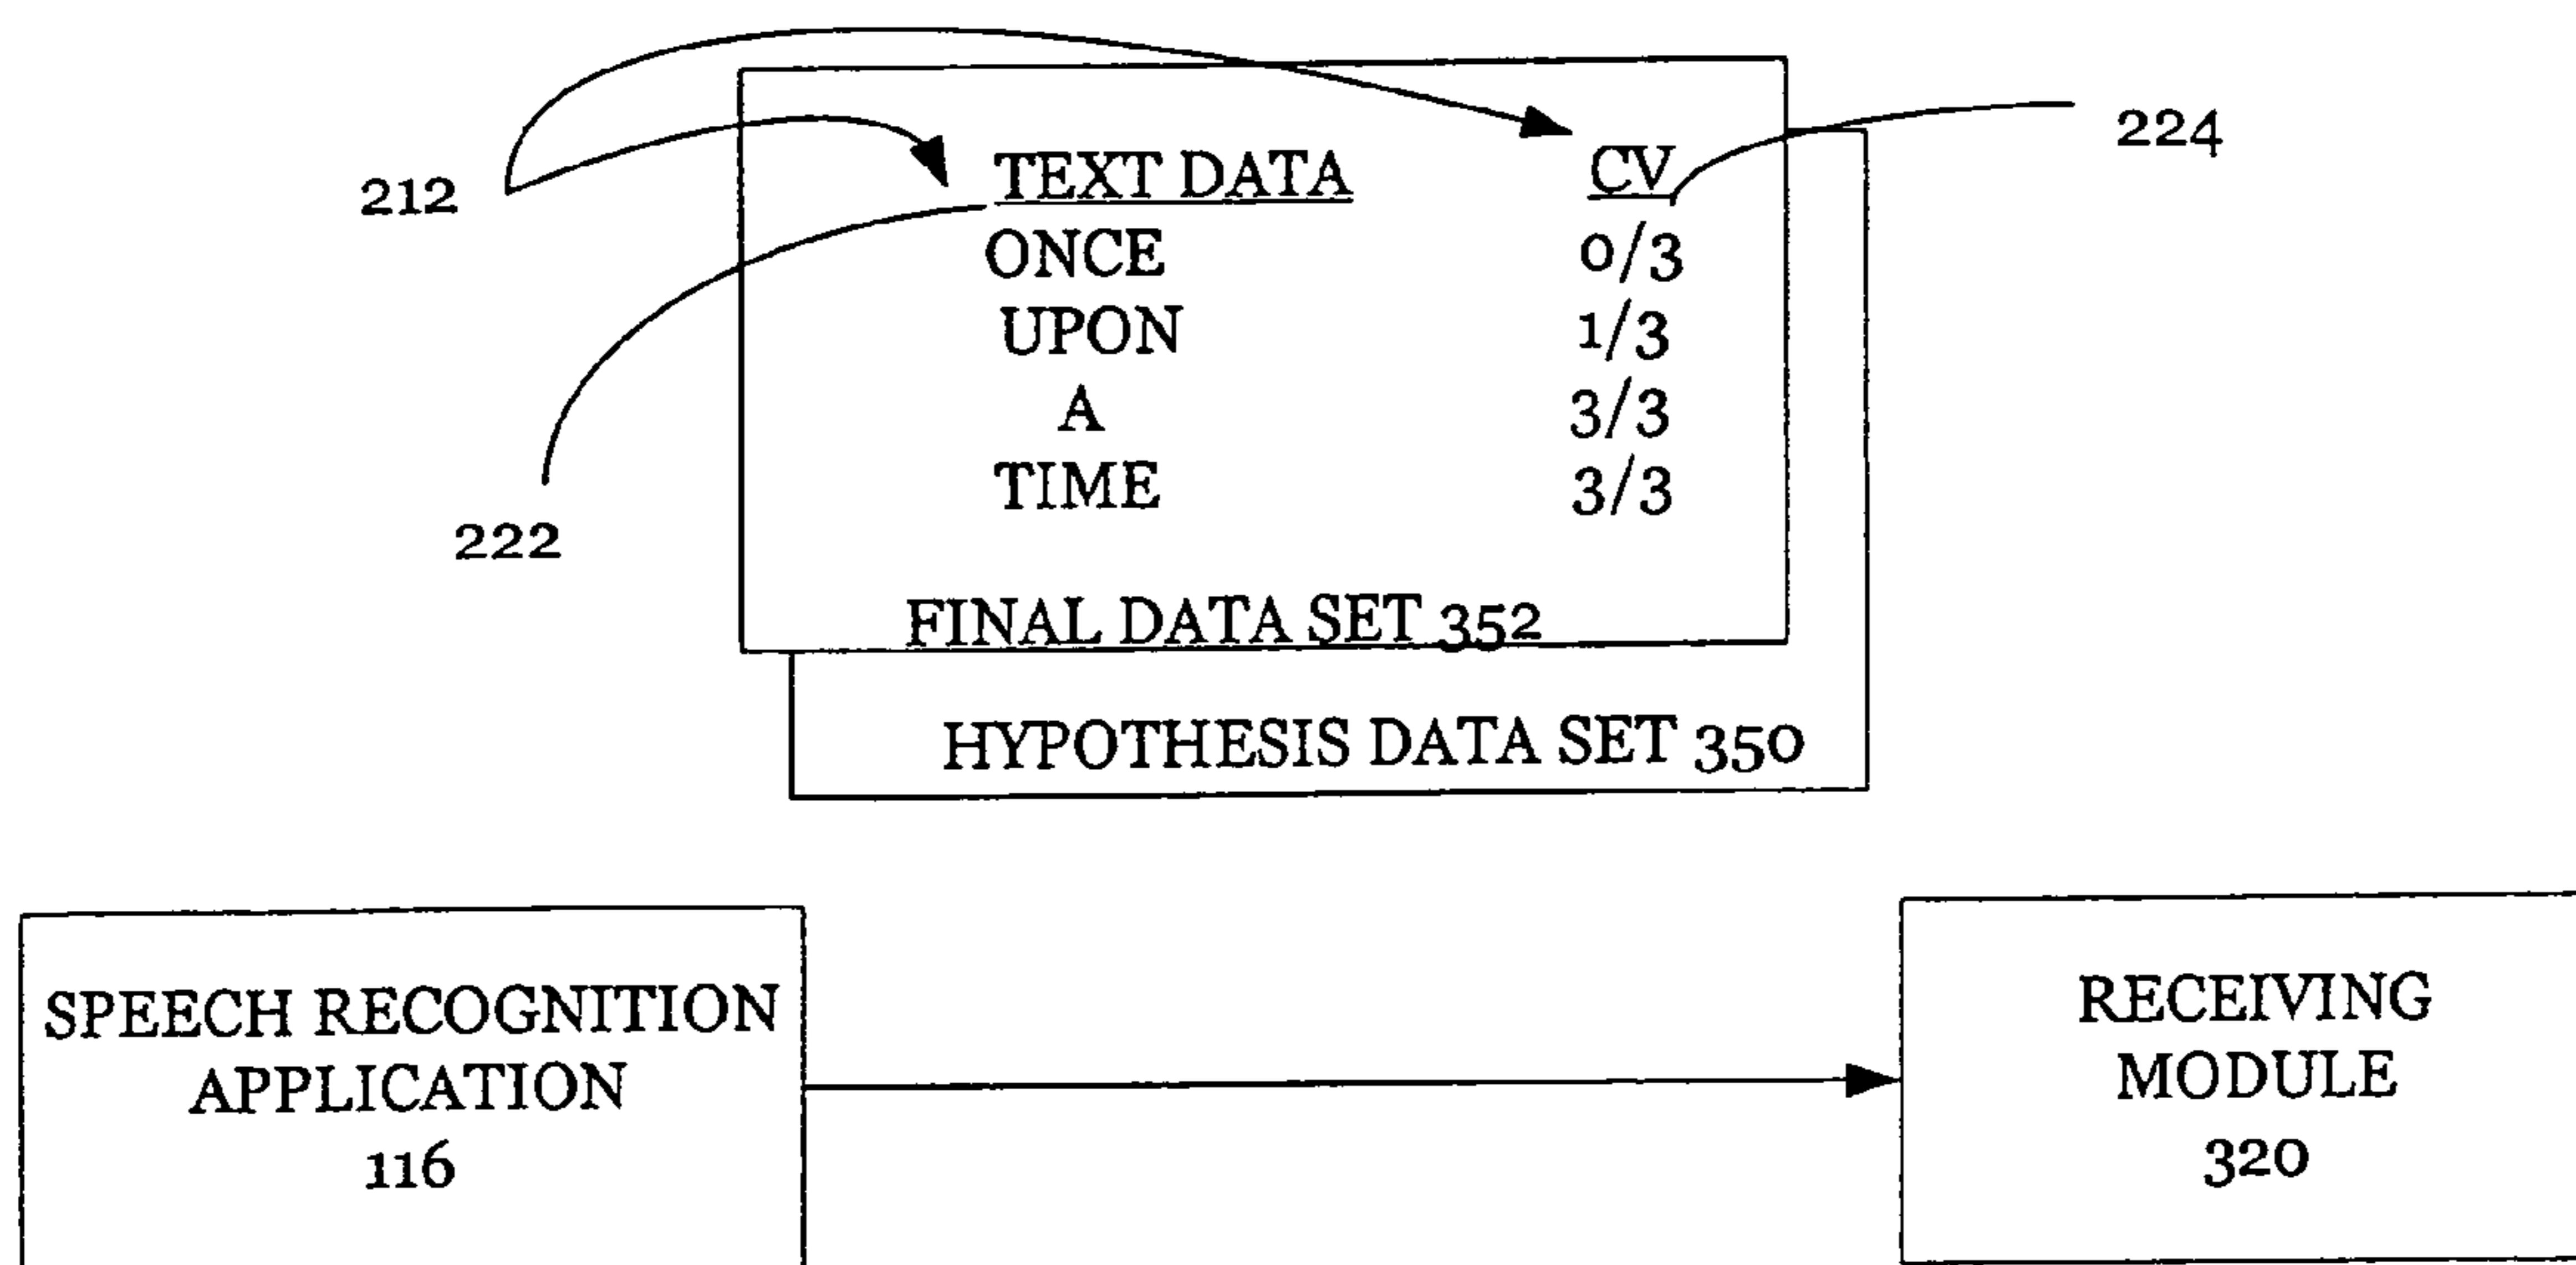 224
212
TEXT DATA CV
ONCE 0/3
UPON 1/3
A 3/3
TIME 3/3
222
FINAL DATA SET 352
HYPOTHESIS DATA SET 350
SPEECH RECOGNITION
APPLICATION
116
RECEIVING
MODULE
320